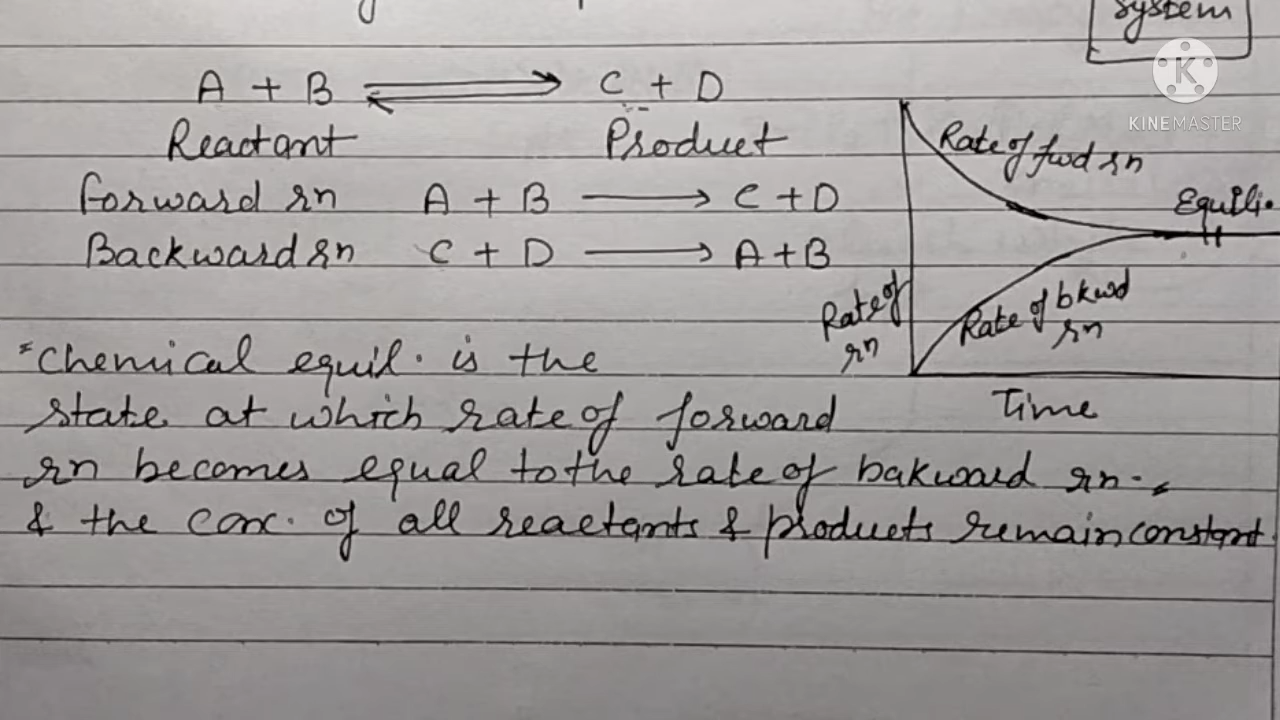 system
A + B ⇌ C + D
Reactant Product
Forward rn A + B ⟶ C + D
Backward rn C + D ⟶ A + B
Rate of fwd rn
Equili.
Rate of bkwd rn
Rate of rn
Time
Chemical equil. is the
state at which rate of forward
rn becomes equal to the rate of bakward rn.
& the conc. of all reactants & products remain constant
K
KINEMASTER